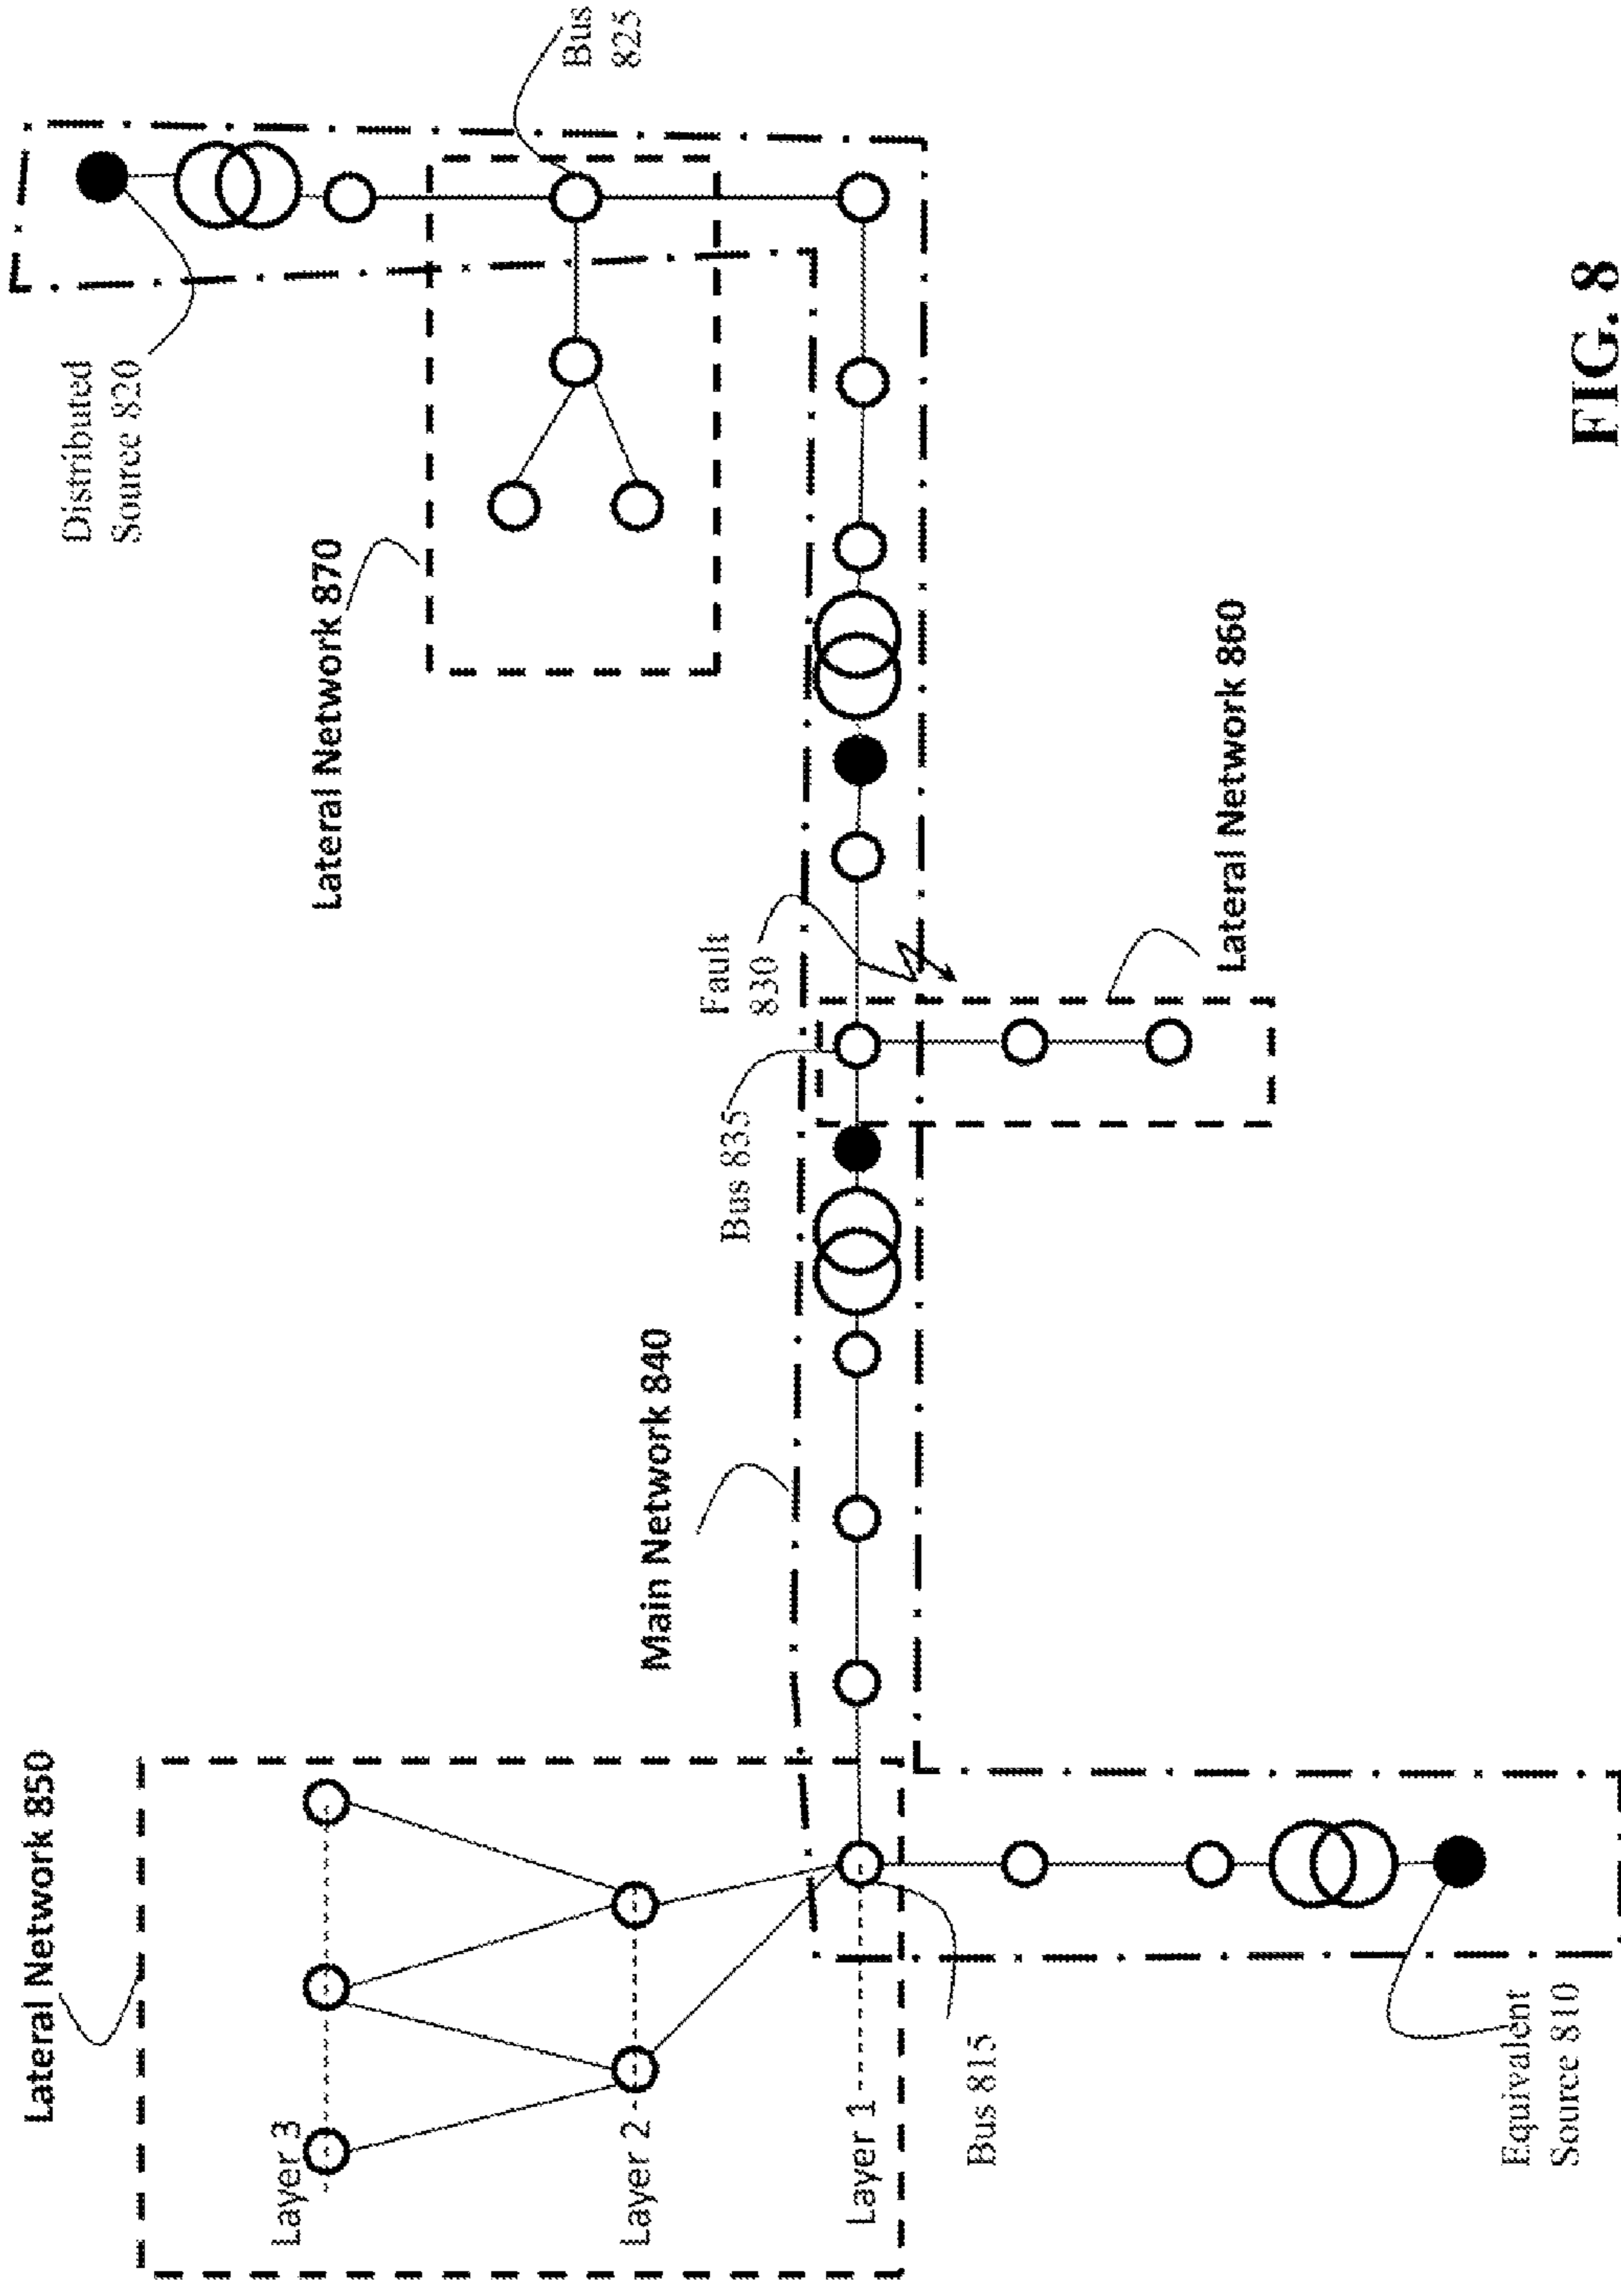 Lateral Network 850
Layer 3
Layer 2
Layer 1
Bus 815
Equivalent
Source 810
Main Network 840
Bus 835
Fault
830
Lateral Network 860
Lateral Network 870
Distributed
Source 820
Bus
825
FIG. 8